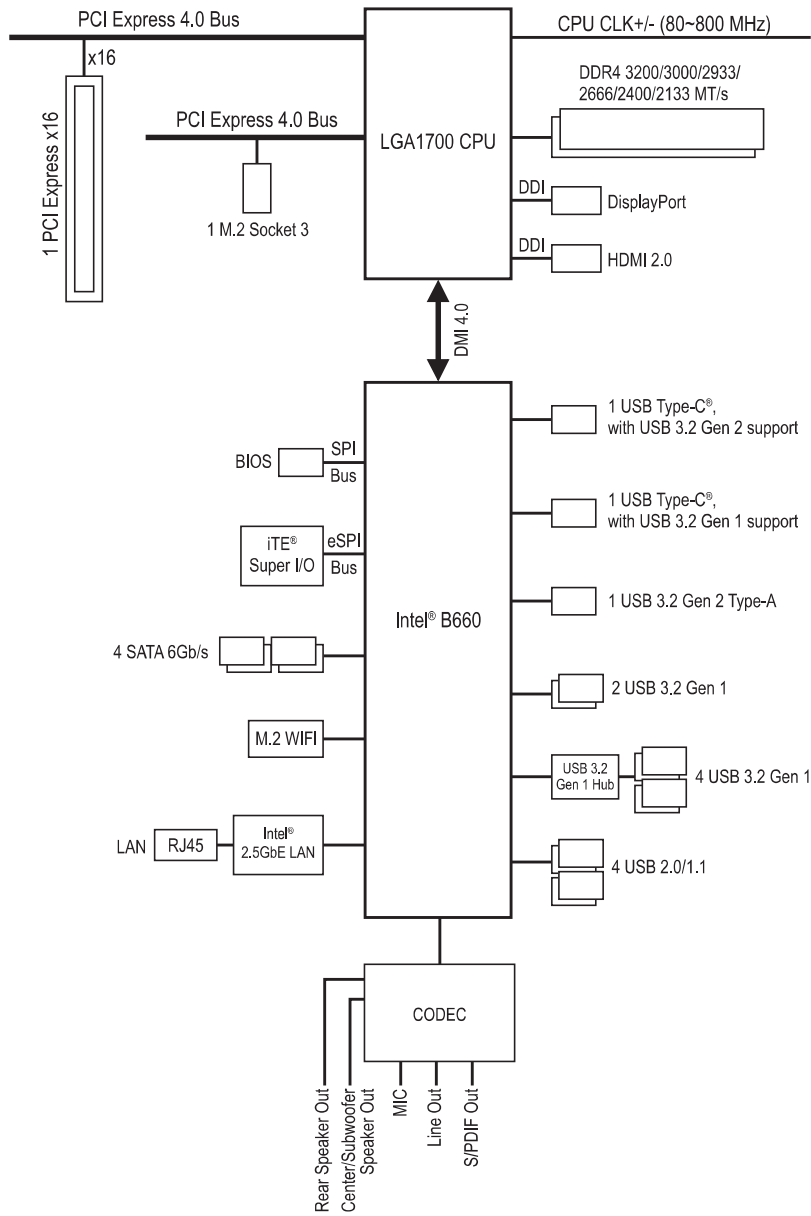 PCI Express 4.0 Bus
CPU CLK+/- (80~800 MHz)
x16
DDR4 3200/3000/2933/
2666/2400/2133 MT/s
PCI Express 4.0 Bus
LGA1700 CPU
1 PCI Express x16
DDI
DisplayPort
1 M.2 Socket 3
DDI
HDMI 2.0
DMI 4.0
1 USB Type-C®,
with USB 3.2 Gen 2 support
BIOS
SPI
Bus
1 USB Type-C®,
with USB 3.2 Gen 1 support
iTE®
Super I/O
eSPI
Bus
Intel® B660
1 USB 3.2 Gen 2 Type-A
4 SATA 6Gb/s
2 USB 3.2 Gen 1
M.2 WIFI
USB 3.2
Gen 1 Hub
4 USB 3.2 Gen 1
LAN
RJ45
Intel®
2.5GbE LAN
4 USB 2.0/1.1
CODEC
Rear Speaker Out
Center/Subwoofer
Speaker Out
MIC
Line Out
S/PDIF Out